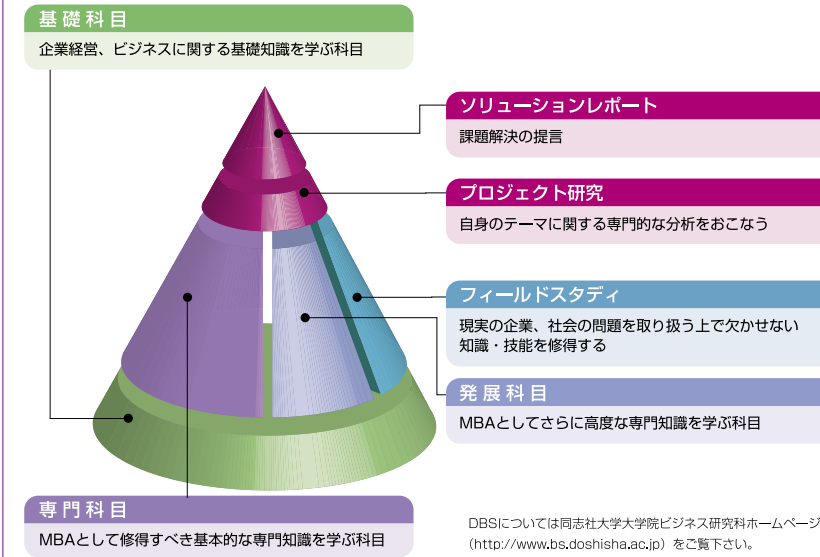 基礎科目
企業経営、ビジネスに関する基礎知識を学ぶ科目
ソリューションレポート
課題解決の提言
プロジェクト研究
自身のテーマに関する専門的な分析をおこなう
フィールドスタディ
現実の企業、社会の問題を取り扱う上で欠かせない
知識・技能を修得する
発展科目
MBAとしてさらに高度な専門知識を学ぶ科目
専門科目
MBAとして修得すべき基本的な専門知識を学ぶ科目
DBSについては同志社大学大学院ビジネス研究科ホームページ
（http://www.bs.doshisha.ac.jp）をご覧下さい。